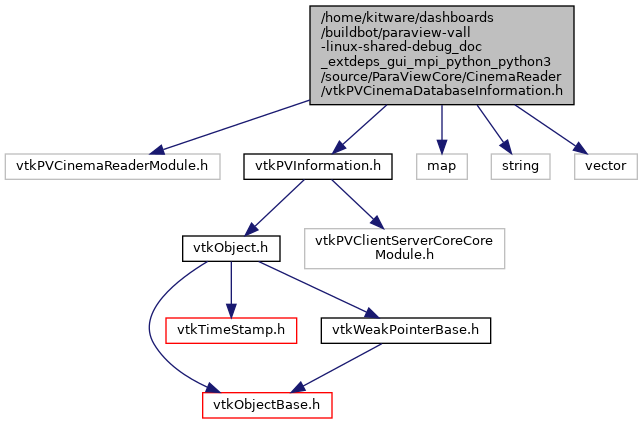 /home/kitware/dashboards
/buildbot/paraview-vall
-linux-shared-debug_doc
_extdeps_gui_mpi_python_python3
/source/ParaViewCore/CinemaReader
/vtkPVCinemaDatabaseInformation.h
vtkPVCinemaReaderModule.h
vtkPVInformation.h
map
string
vector
vtkObject.h
vtkPVClientServerCoreCore
Module.h
vtkTimeStamp.h
vtkWeakPointerBase.h
vtkObjectBase.h